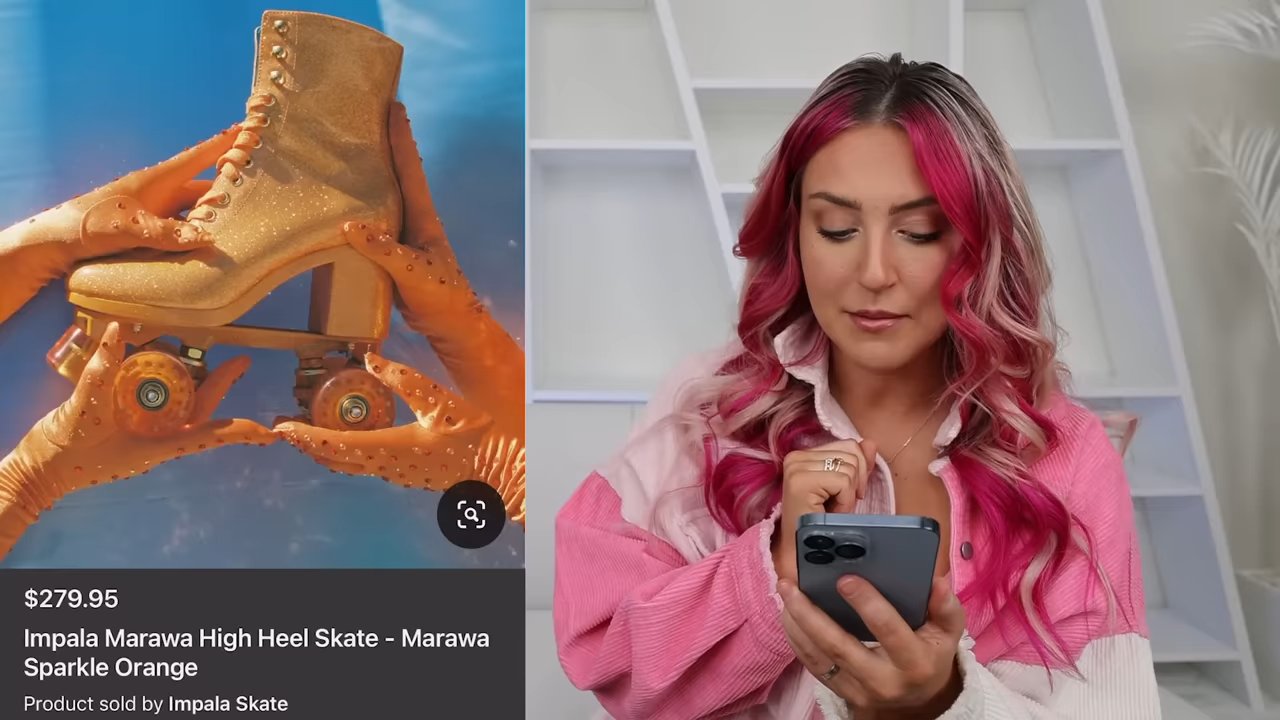 $279.95
Impala Marawa High Heel Skate - Marawa
Sparkle Orange
Product sold by Impala Skate